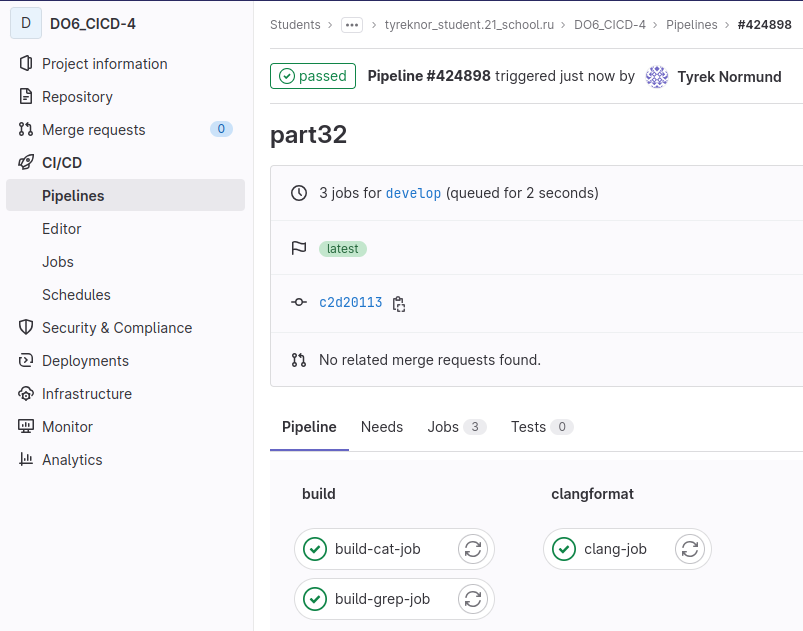 D DO6_CICD-4
Project information
Repository
Merge requests 0
CI/CD
Pipelines
Editor
Jobs
Schedules
Security & Compliance
Deployments
Infrastructure
Monitor
Analytics
Students > ... > tyreknor_student.21_school.ru > DO6_CICD-4 > Pipelines > #424898
passed Pipeline #424898 triggered just now by Tyrek Normund
part32
3 jobs for develop (queued for 2 seconds)
latest
c2d20113
No related merge requests found.
Pipeline Needs Jobs 3 Tests 0
build clangformat
build-cat-job clang-job
build-grep-job